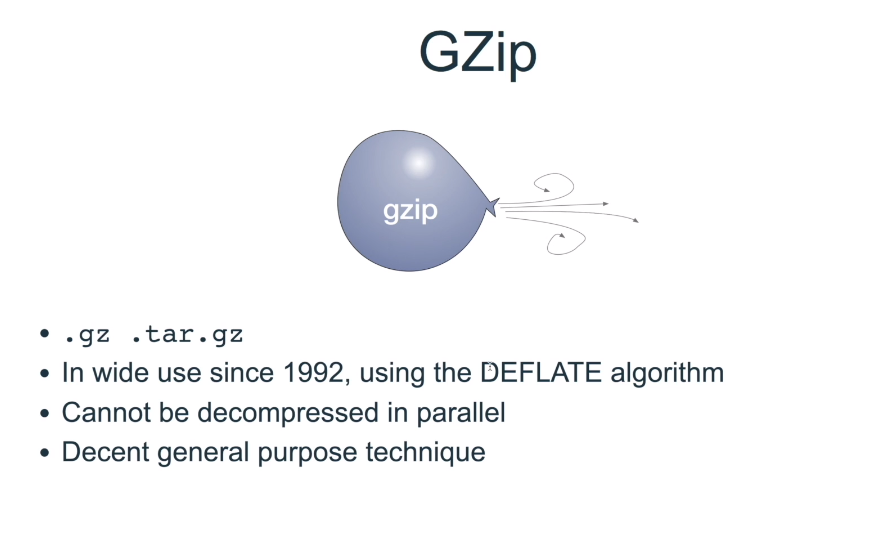 GZip
gzip
• .gz .tar.gz
• In wide use since 1992, using the DEFLATE algorithm
• Cannot be decompressed in parallel
• Decent general purpose technique